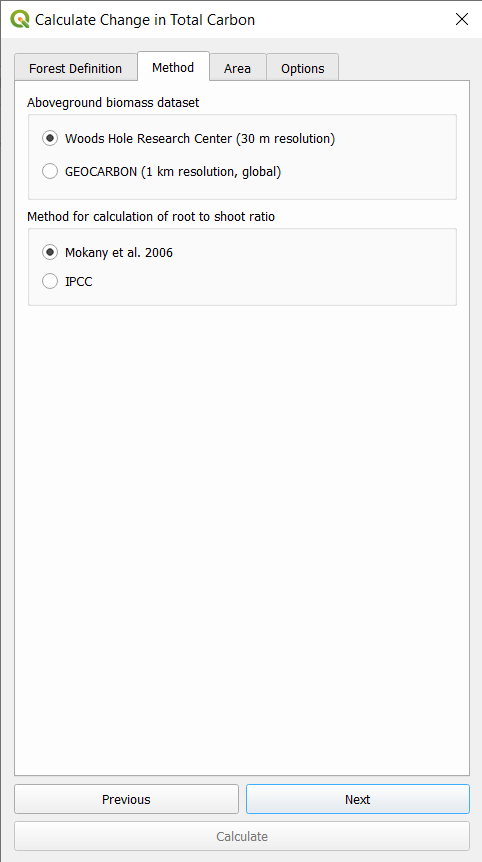 Calculate Change in Total Carbon
Forest Definition
Method
Area
Options
Aboveground biomass dataset
Woods Hole Research Center (30 m resolution)
GEOCARBON (1 km resolution, global)
Method for calculation of root to shoot ratio
Mokany et al. 2006
IPCC
Previous
Next
Calculate